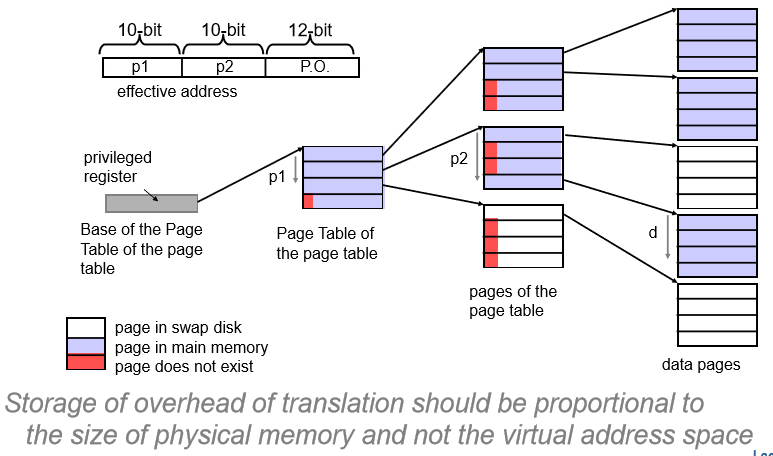 10-bit 10-bit 12-bit
p1 p2 P.O.
effective address
privileged
register
p1
p2
d
Base of the Page
Table of the page
table
Page Table of
the page table
pages of the
page table
data pages
page in swap disk
page in main memory
page does not exist
Storage of overhead of translation should be proportional to
the size of physical memory and not the virtual address space